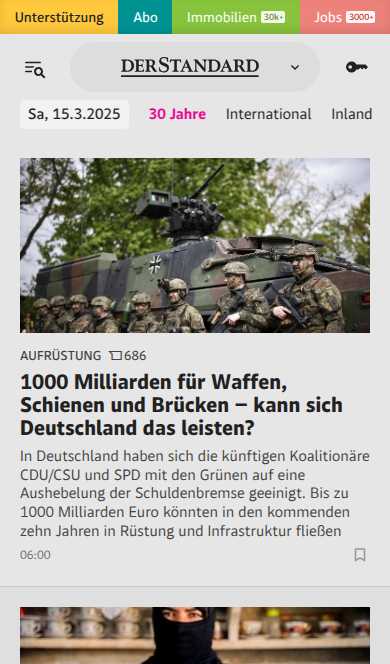 Unterstützung Abo Immobilien 30k+ Jobs 3000+
DERSTANDARD
Sa, 15.3.2025 30 Jahre International Inland
AUFRÜSTUNG 686
1000 Milliarden für Waffen,
Schienen und Brücken – kann sich
Deutschland das leisten?
In Deutschland haben sich die künftigen Koalitionäre
CDU/CSU und SPD mit den Grünen auf eine
Aushebelung der Schuldenbremse geeinigt. Bis zu
1000 Milliarden Euro könnten in den kommenden
zehn Jahren in Rüstung und Infrastruktur fließen
06:00